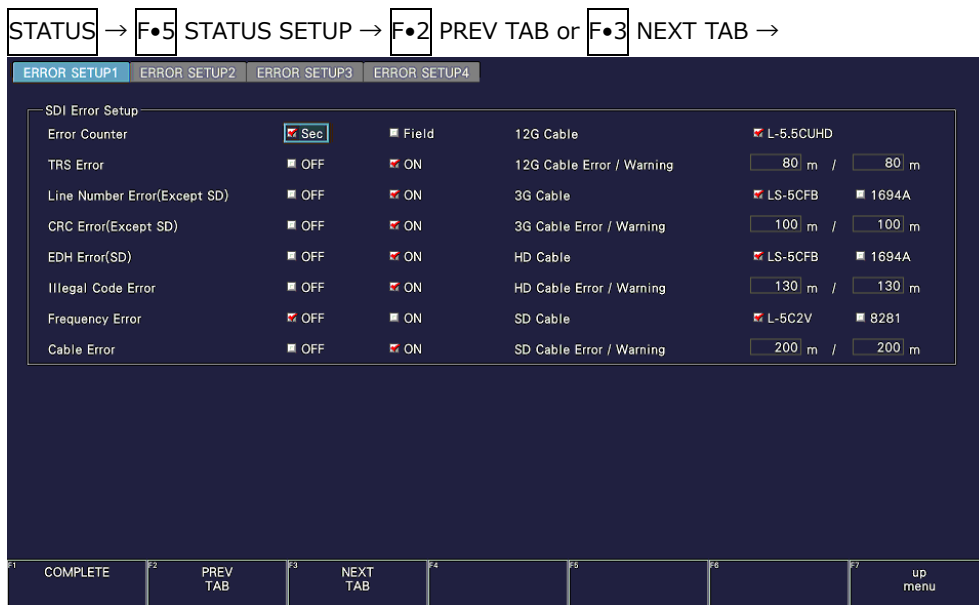 STATUS → F•5 STATUS SETUP → F•2 PREV TAB or F•3 NEXT TAB →
ERROR SETUP1 ERROR SETUP2 ERROR SETUP3 ERROR SETUP4
SDI Error Setup
Error Counter Sec Field 12G Cable L-5.5CUHD
TRS Error OFF ON 12G Cable Error / Warning 80 m / 80 m
Line Number Error(Except SD) OFF ON 3G Cable LS-5CFB 1694A
CRC Error(Except SD) OFF ON 3G Cable Error / Warning 100 m / 100 m
EDH Error(SD) OFF ON HD Cable LS-5CFB 1694A
Illegal Code Error OFF ON HD Cable Error / Warning 130 m / 130 m
Frequency Error OFF ON SD Cable L-5C2V 8281
Cable Error OFF ON SD Cable Error / Warning 200 m / 200 m
F1 COMPLETE F2 PREV TAB F3 NEXT TAB F4 F5 F6 F7 up menu